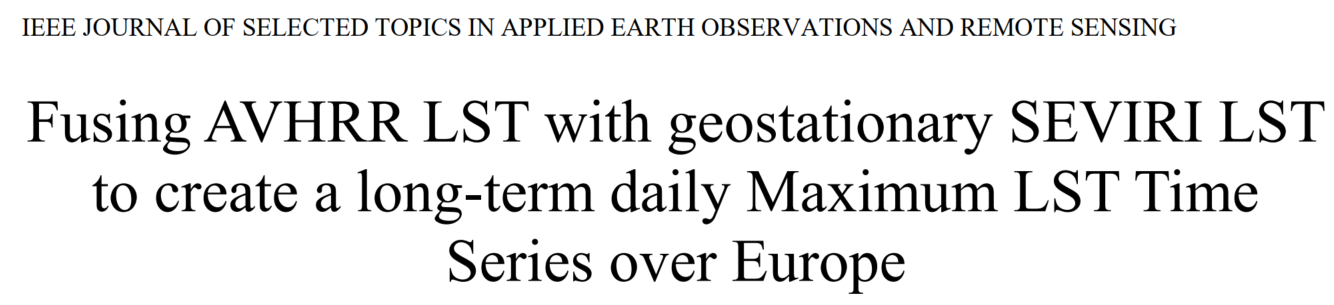 IEEE JOURNAL OF SELECTED TOPICS IN APPLIED EARTH OBSERVATIONS AND REMOTE SENSING
Fusing AVHRR LST with geostationary SEVIRI LST
to create a long-term daily Maximum LST Time
Series over Europe